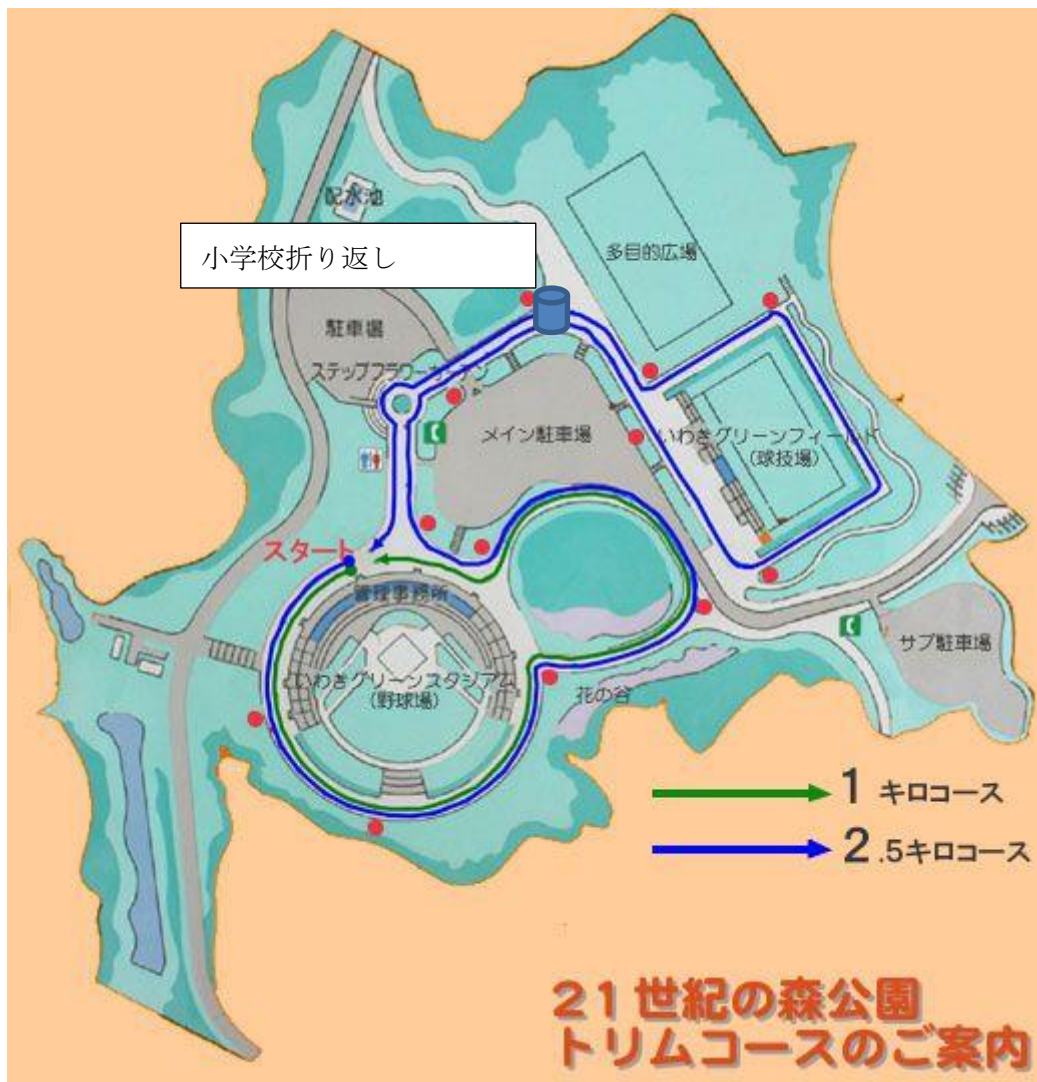 配水池
小学校折り返し
多目的広場
駐車場
ステップフラワーガーデン
メイン駐車場
いわきグリーンフィールド
(球技場)
スタート
管理事務所
サブ駐車場
いわきグリーンスタジアム
(野球場)
花の谷
1 キロコース
2 .5キロコース
21世紀の森公園
トリムコースのご案内